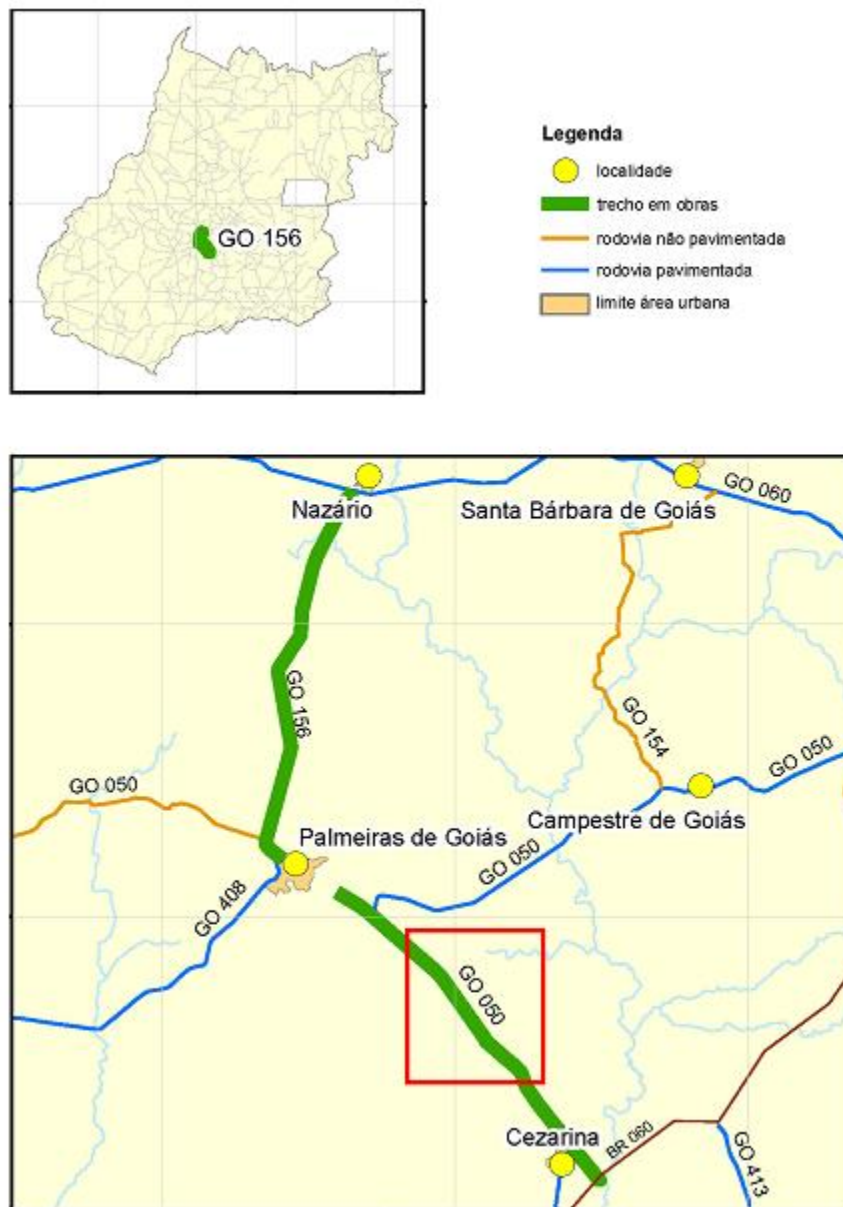 GO 156
Legenda
localidade
trecho em obras
rodovia não pavimentada
rodovia pavimentada
limite área urbana
Nazário
Santa Bárbara de Goiás
GO 060
GO 156
GO 154
GO 050
GO 050
Palmeiras de Goiás
Campestre de Goiás
GO 050
GO 408
GO 050
Cezarina
BR 060
GO 413